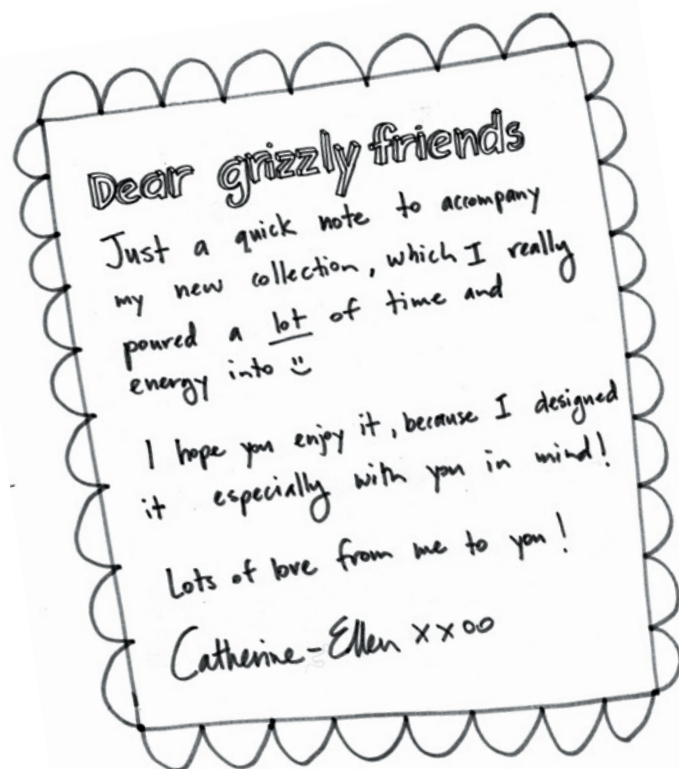 Dear grizzly friends
Just a quick note to accompany
my new collection, which I really
poured a lot of time and
energy into :)
I hope you enjoy it, because I designed
it especially with you in mind!
Lots of love from me to you!
Catherine-Ellen xxoo